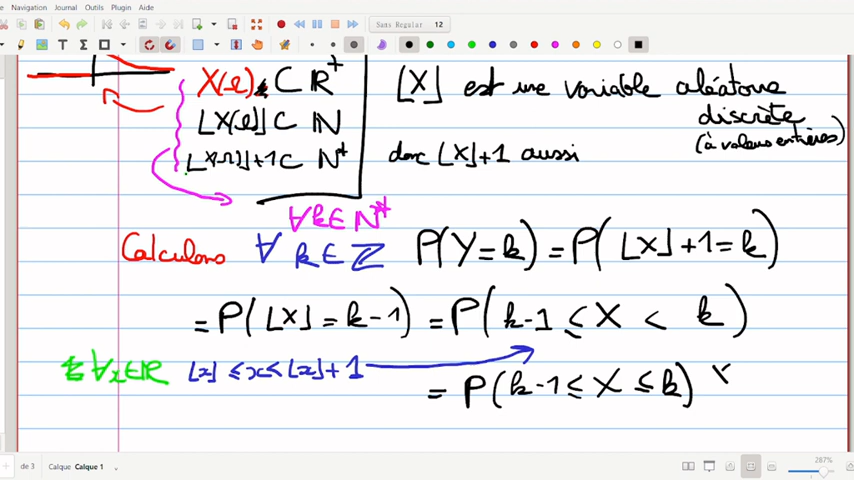 Navigation Journal Outils Plugin Aide
Sans Regular 12
X(Ω) ⊂ ℝ⁺
⌊X⌋ est une variable aléatoire
discrète
(à valeurs entières)
⌊X(Ω)⌋ ⊂ ℕ
⌊X(Ω)⌋+1 ⊂ ℕ*
donc ⌊X⌋+1 aussi
∀k∈ℕ*
Calculons ∀ k∈ℤ P(Y=k) = P(⌊X⌋+1=k)
= P(⌊X⌋=k-1) = P(k-1 ≤ X < k)
∀x∈ℝ ⌊x⌋ ≤ x < ⌊x⌋+1
= P(k-1 ≤ X ≤ k)
de 3 Calque Calque 1 287%